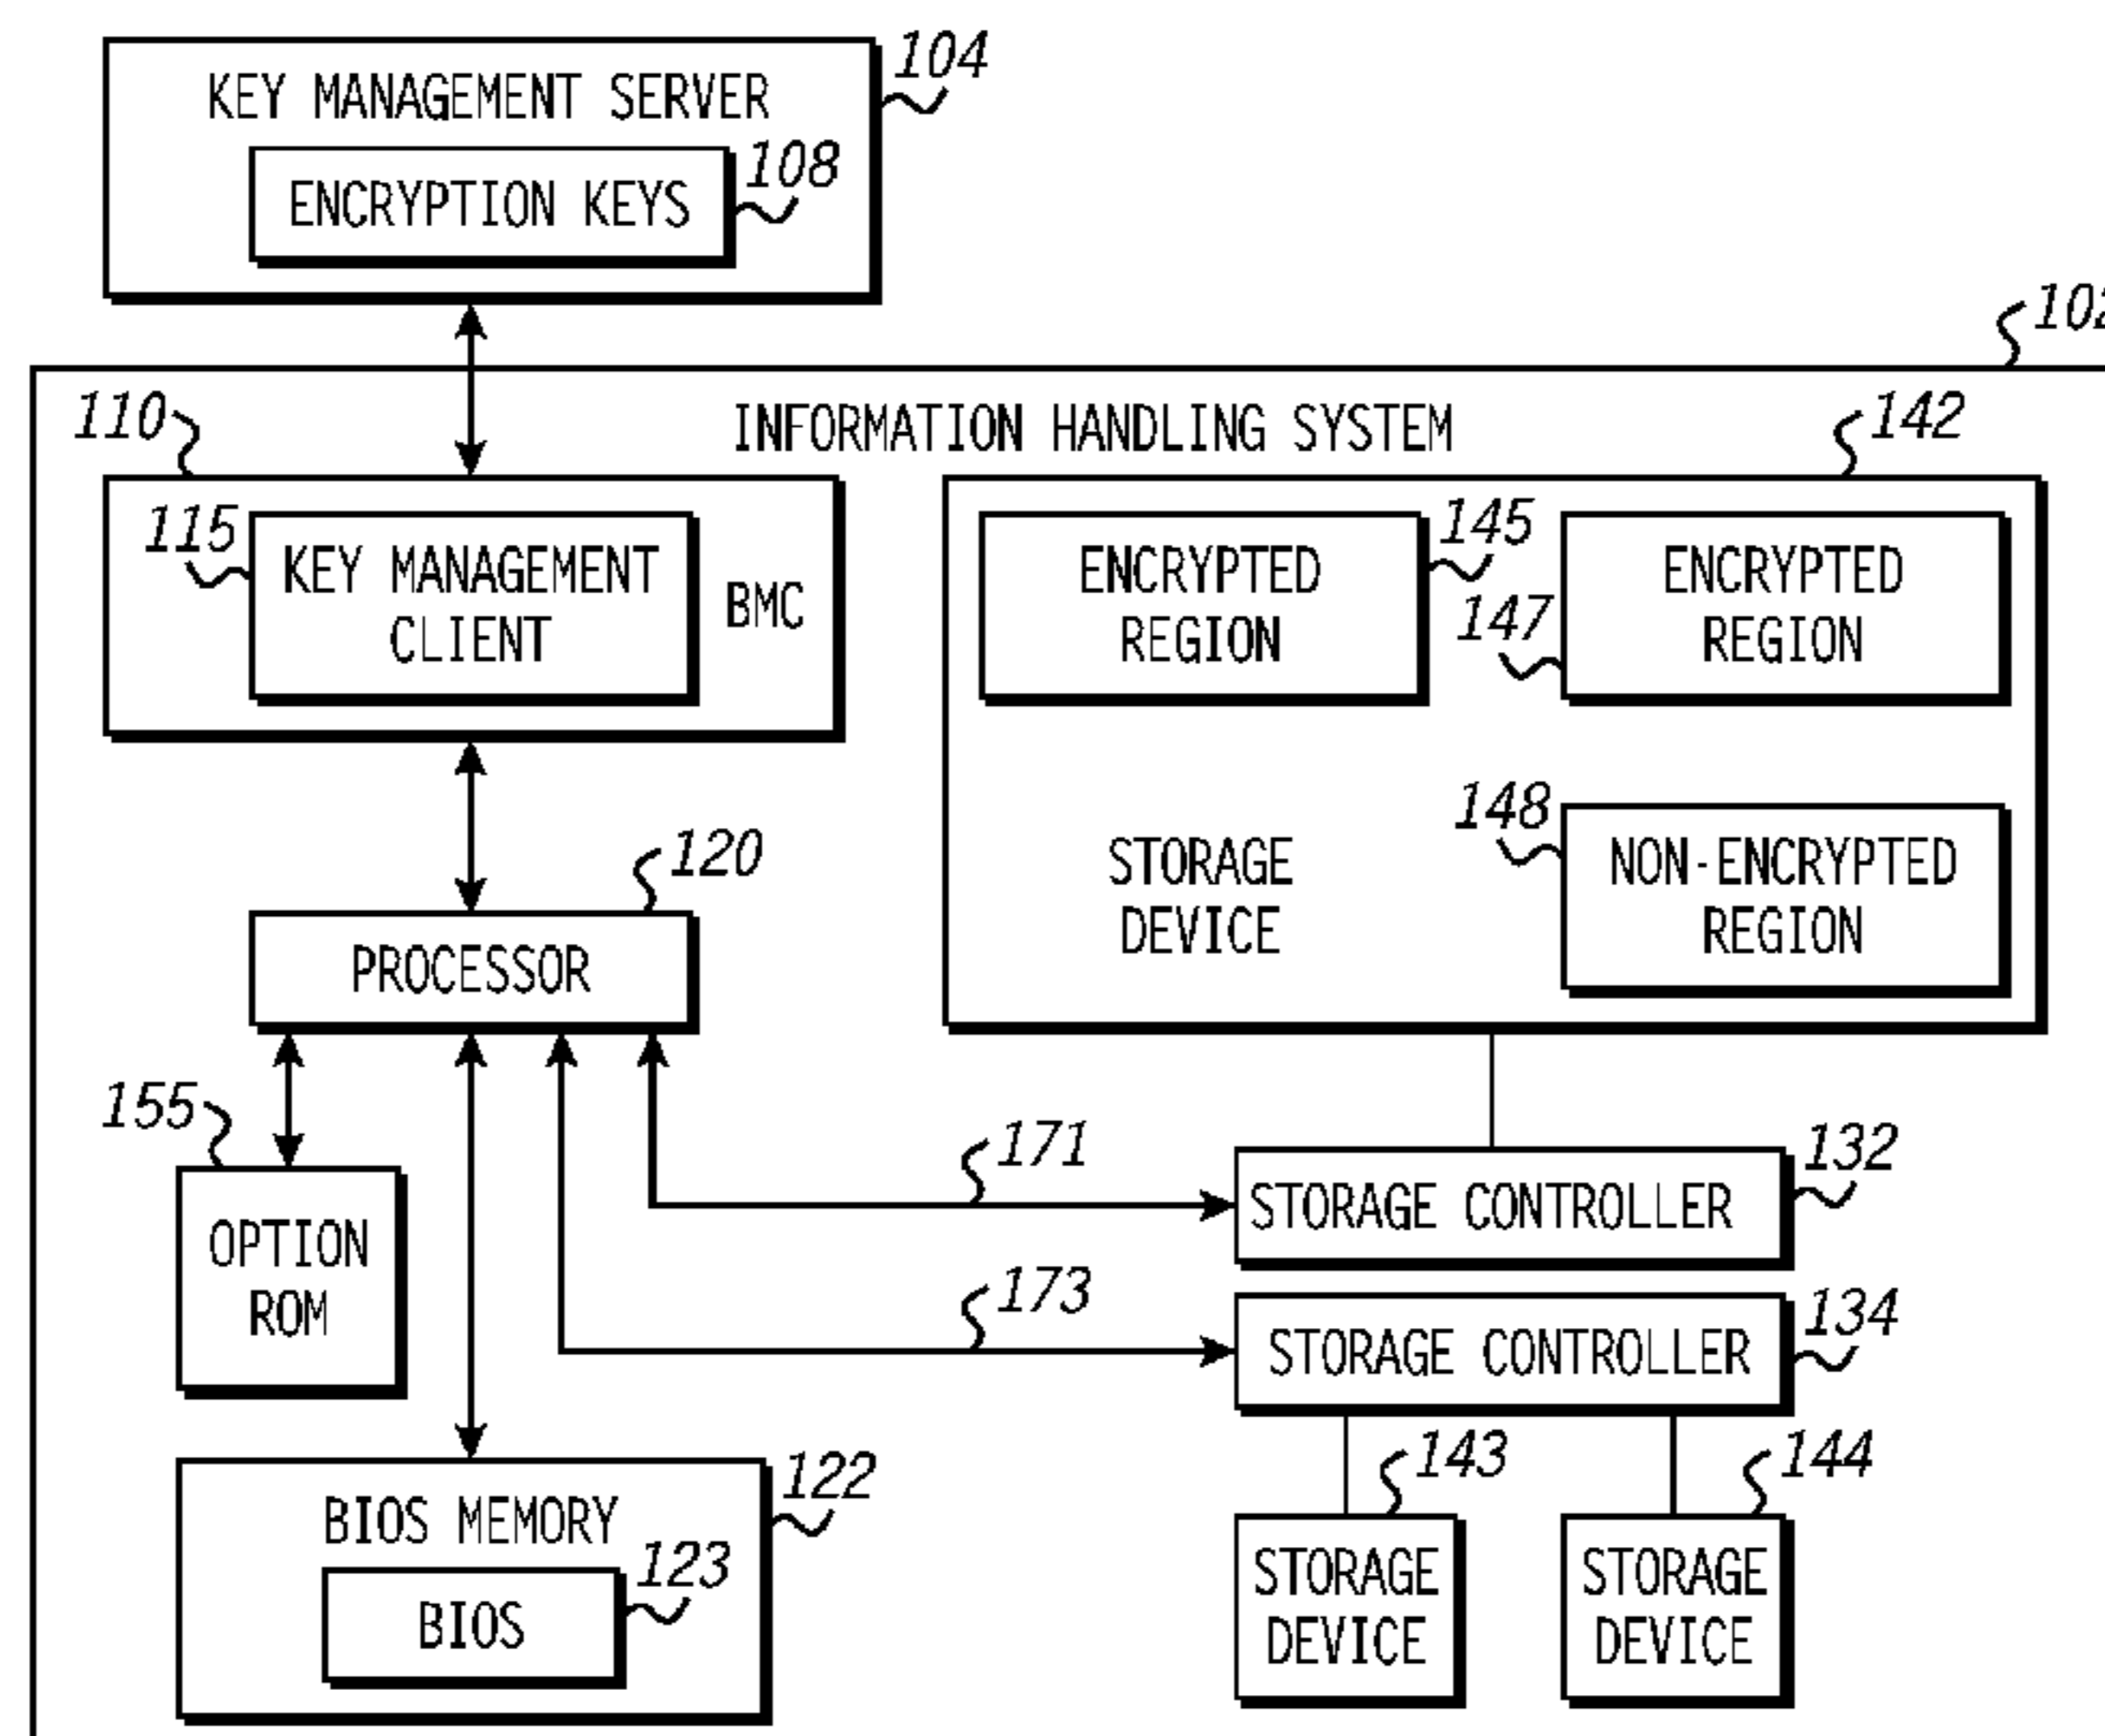 104
KEY MANAGEMENT SERVER
108
ENCRYPTION KEYS
102
INFORMATION HANDLING SYSTEM
110
115
KEY MANAGEMENT
CLIENT
BMC
142
145
ENCRYPTED
REGION
147
ENCRYPTED
REGION
STORAGE
DEVICE
148
NON-ENCRYPTED
REGION
120
PROCESSOR
155
OPTION
ROM
171
132
STORAGE CONTROLLER
173
134
STORAGE CONTROLLER
122
BIOS MEMORY
123
BIOS
143
STORAGE
DEVICE
144
STORAGE
DEVICE